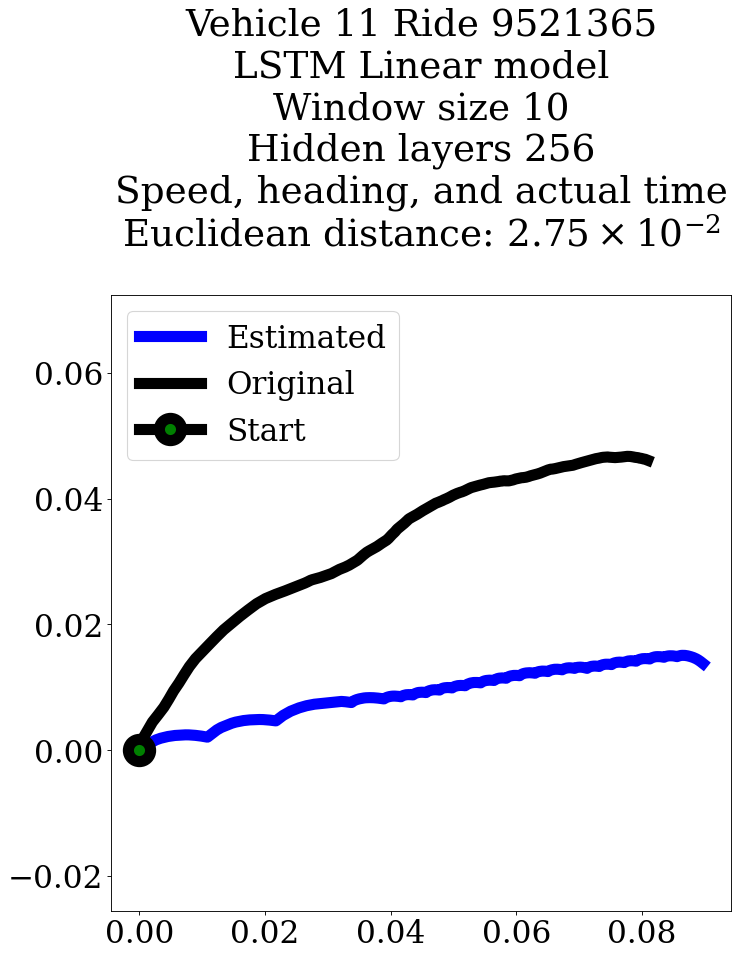 Vehicle 11 Ride 9521365
LSTM Linear model
Window size 10
Hidden layers 256
Speed, heading, and actual time
Euclidean distance: 2.75 × 10⁻²
Estimated
Original
Start
0.06
0.04
0.02
0.00
−0.02
0.00 0.02 0.04 0.06 0.08